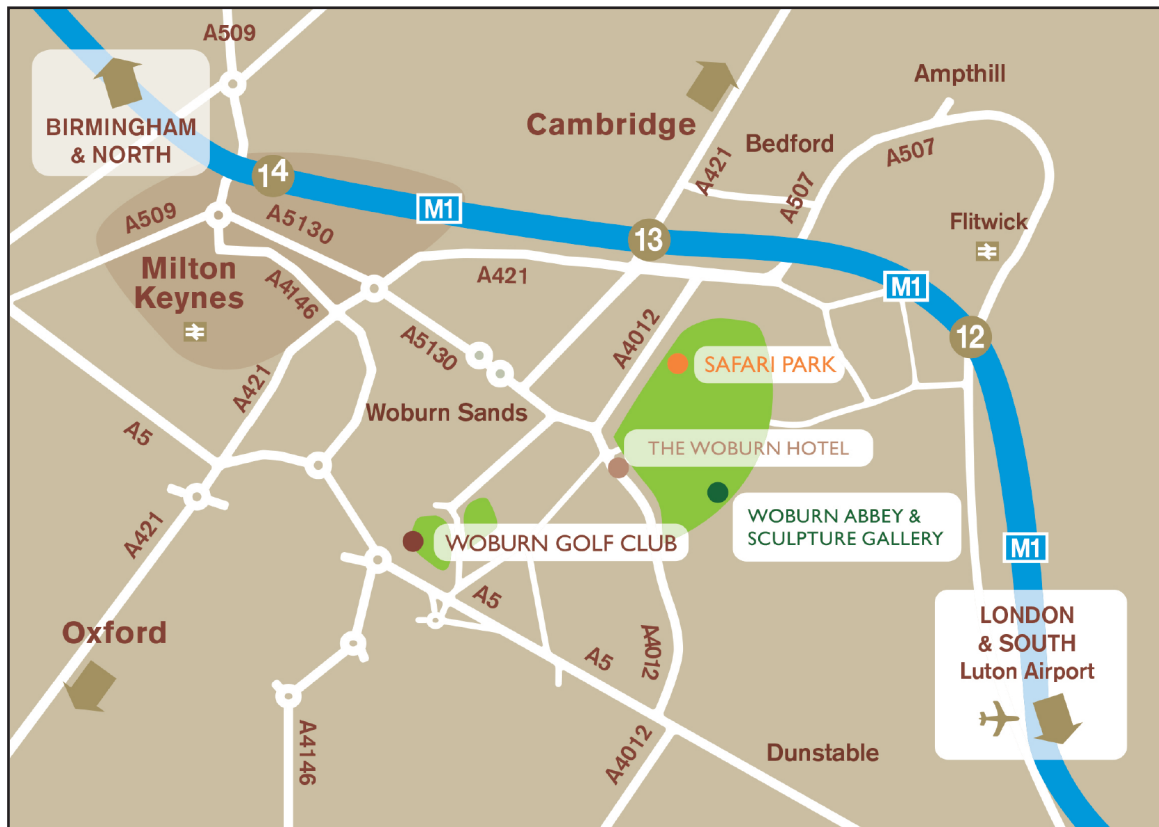 A509
BIRMINGHAM
& NORTH
Ampthill
Cambridge
Bedford
A421
A507
A507
14
M1
13
A509
A5130
Flitwick
Milton
Keynes
A4146
A421
M1
12
A4012
A5130
SAFARI PARK
A421
Woburn Sands
A5
THE WOBURN HOTEL
WOBURN ABBEY &
SCULPTURE GALLERY
A421
WOBURN GOLF CLUB
M1
A5
Oxford
A4012
A5
LONDON
& SOUTH
Luton Airport
A4146
A4012
Dunstable